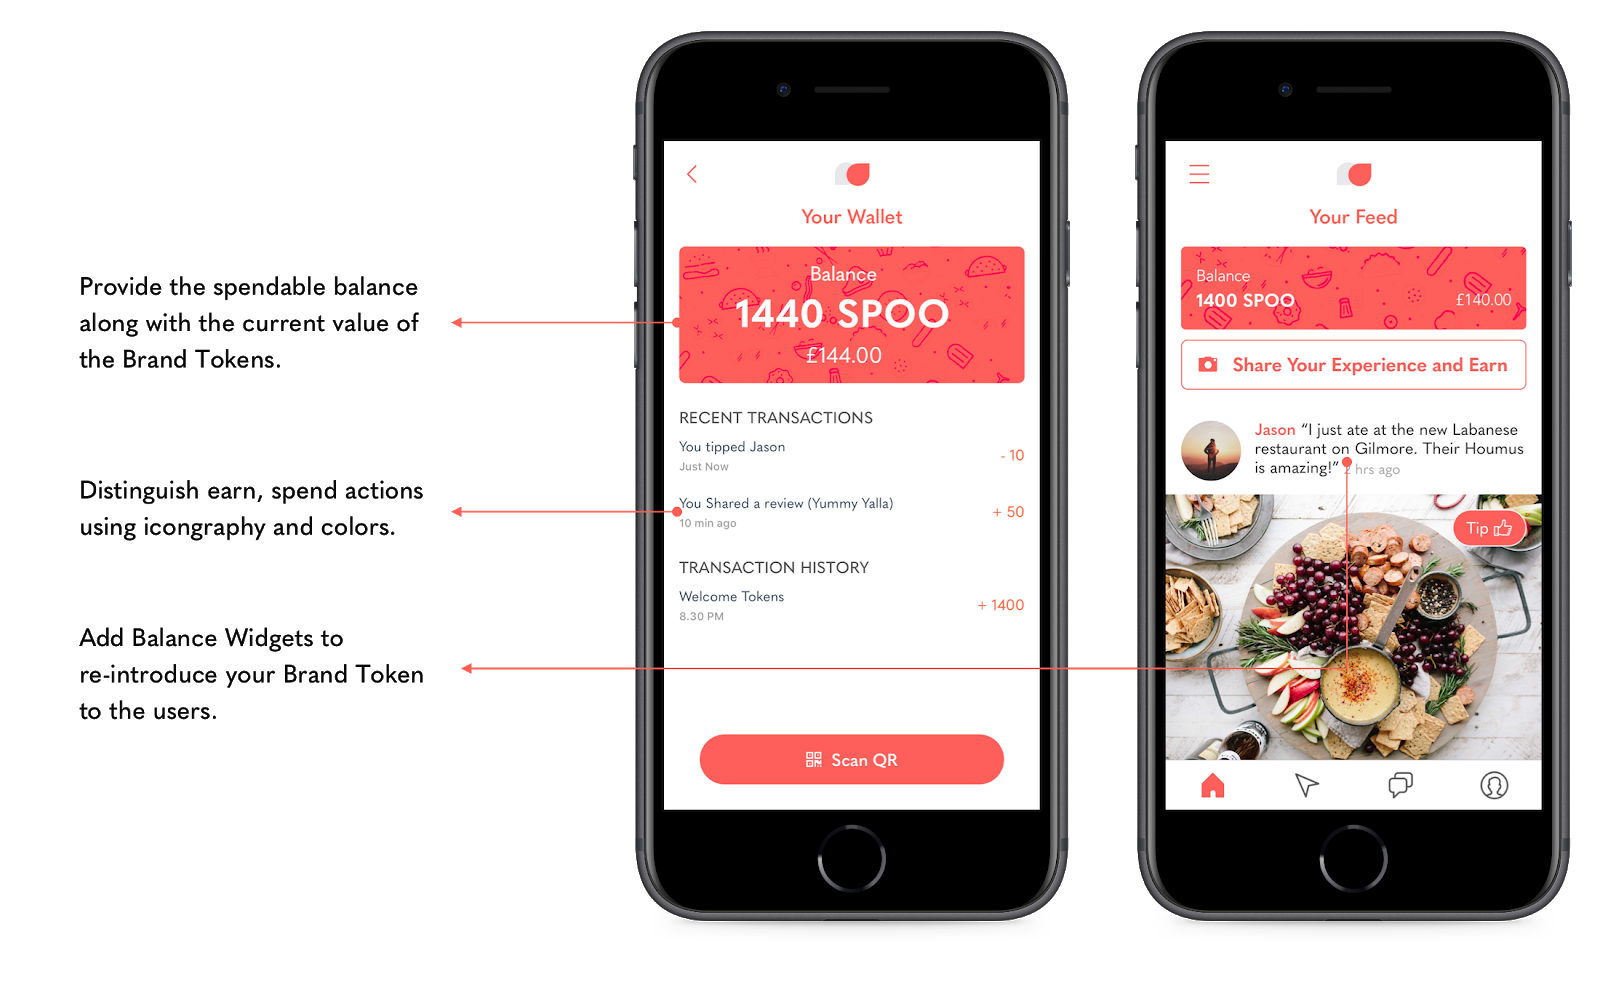 Provide the spendable balance
along with the current value of
the Brand Tokens.
Distinguish earn, spend actions
using icongraphy and colors.
Add Balance Widgets to
re-introduce your Brand Token
to the users.
Your Wallet
Balance
1440 SPOO
£144.00
RECENT TRANSACTIONS
You tipped Jason
Just Now
- 10
You Shared a review (Yummy Yalla)
10 min ago
+ 50
TRANSACTION HISTORY
Welcome Tokens
8.30 PM
+ 1400
Scan QR
Your Feed
Balance
1400 SPOO
£140.00
Share Your Experience and Earn
Jason “I just ate at the new Labanese
restaurant on Gilmore. Their Houmus
is amazing!” 2 hrs ago
Tip